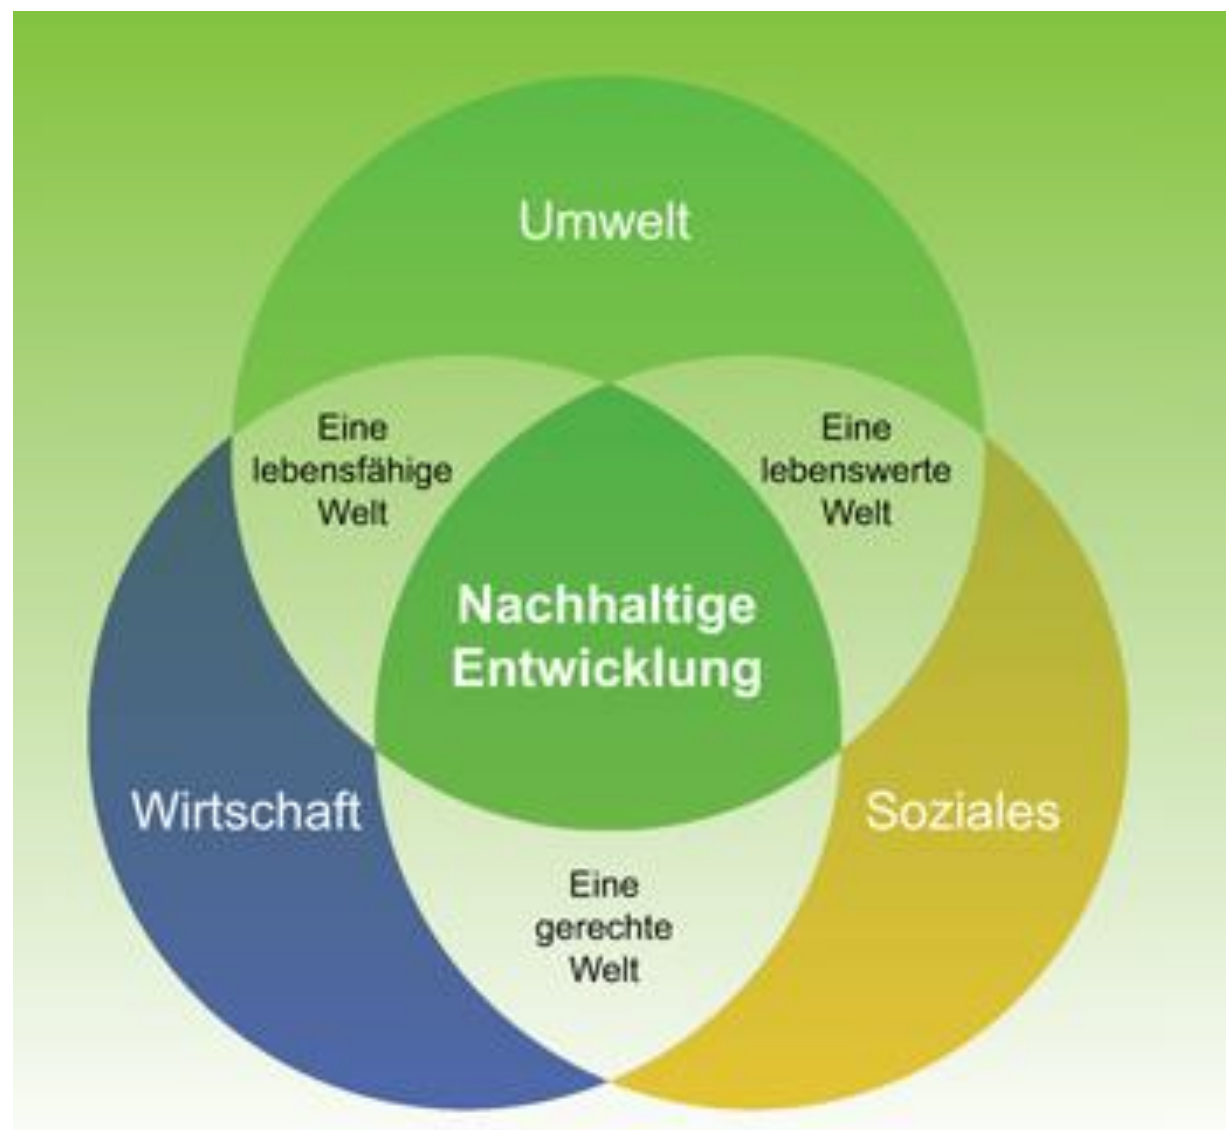 Umwelt
Eine
lebensfähige
Welt
Eine
lebenswerte
Welt
Nachhaltige
Entwicklung
Wirtschaft
Soziales
Eine
gerechte
Welt